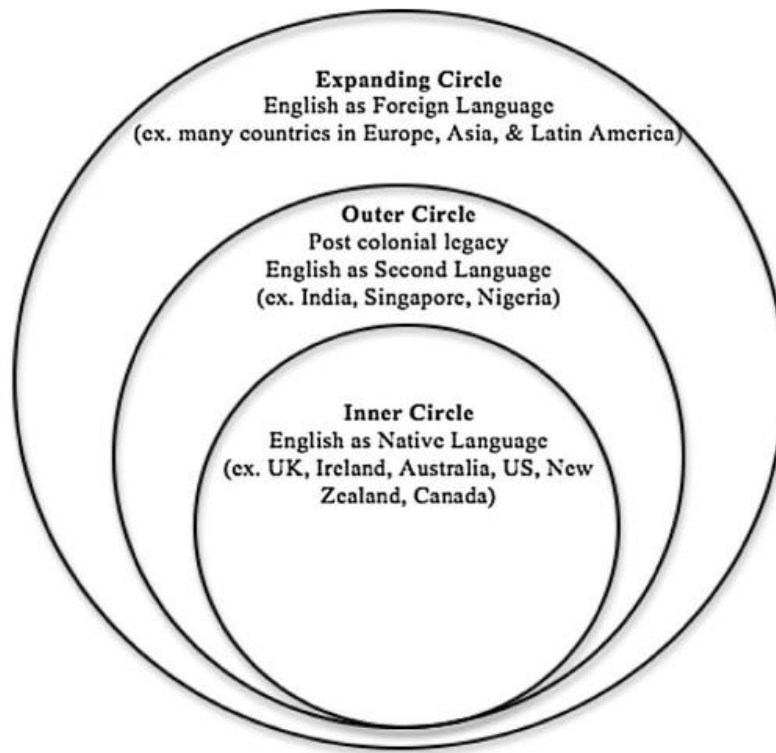 Expanding Circle
English as Foreign Language
(ex. many countries in Europe, Asia, & Latin America)
Outer Circle
Post colonial legacy
English as Second Language
(ex. India, Singapore, Nigeria)
Inner Circle
English as Native Language
(ex. UK, Ireland, Australia, US, New
Zealand, Canada)